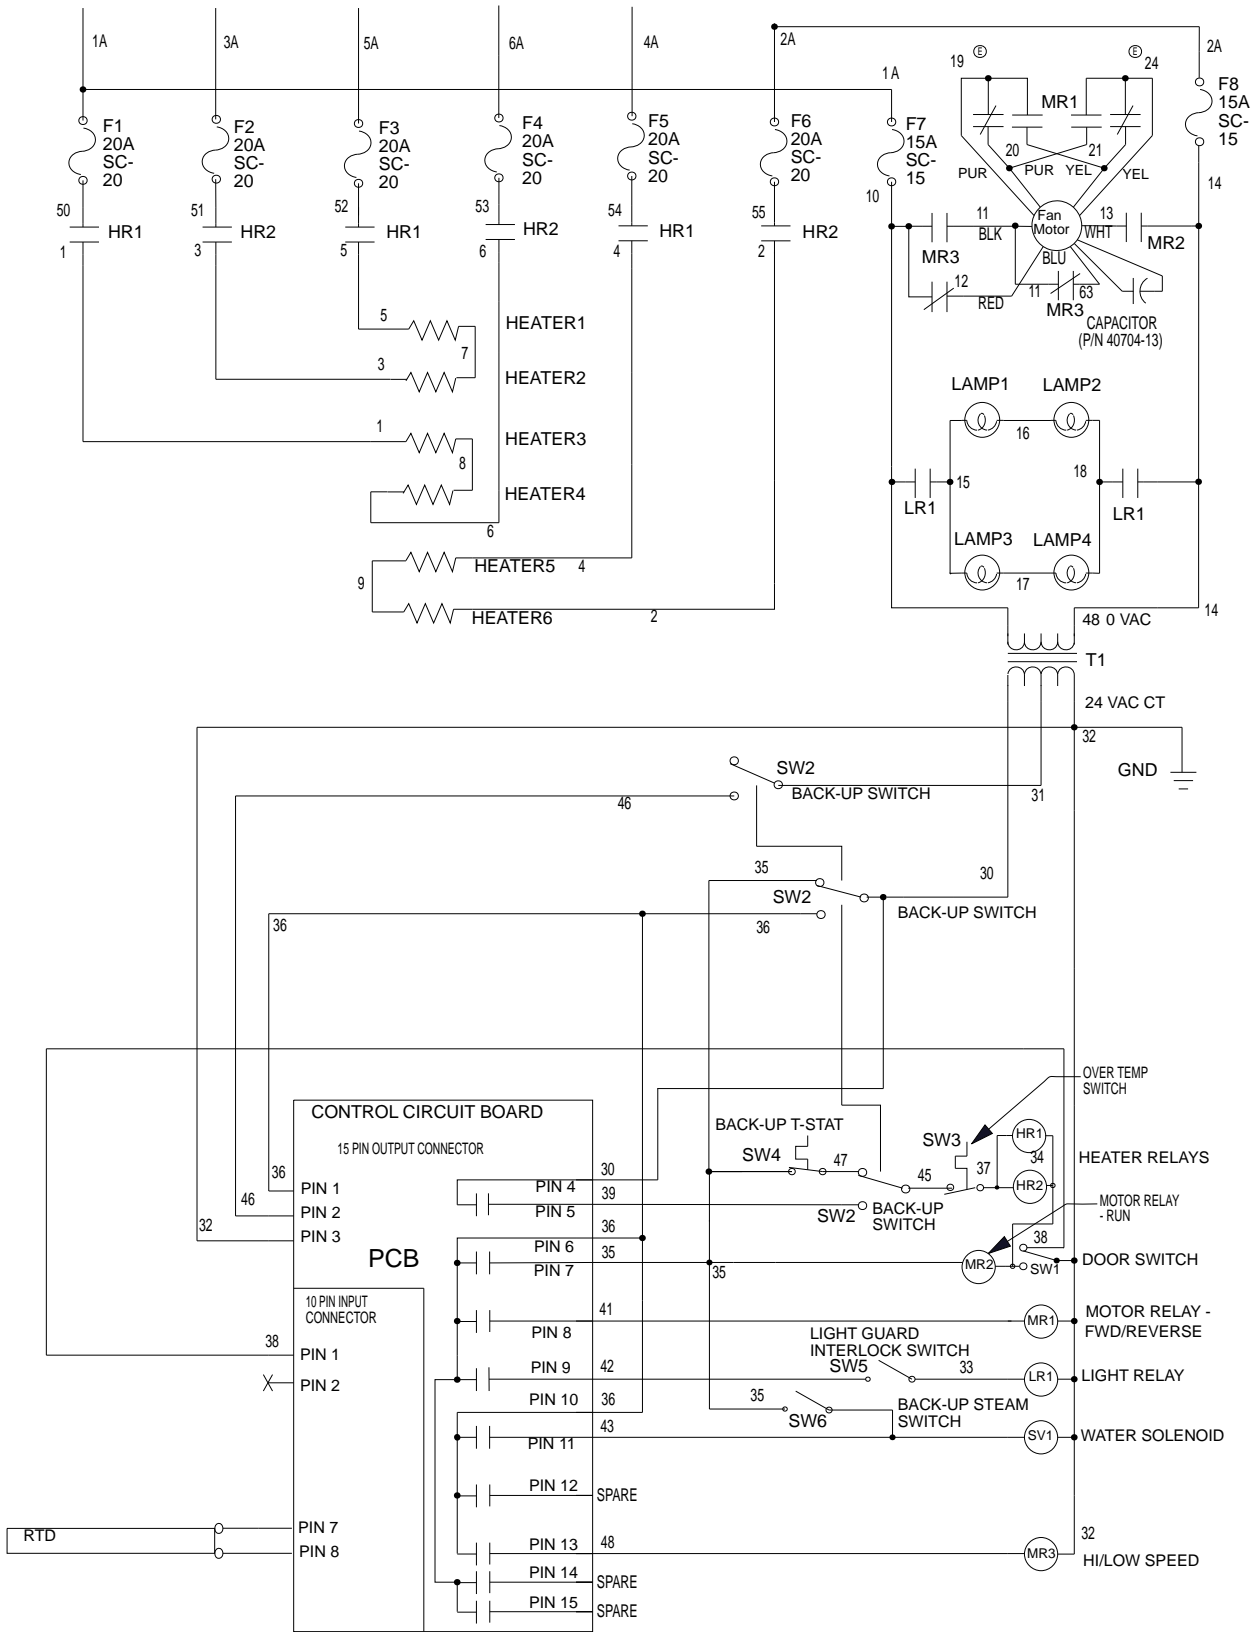 1A
3A
5A
6A
4A
2A
2A
1 A
19
E
E
24
MR1
F1
20A
SC-
20
F2
20A
SC-
20
F3
20A
SC-
20
F4
20A
SC-
20
F5
20A
SC-
20
F6
20A
SC-
20
F7
15A
SC-
15
F8
15A
SC-
15
20
21
PUR
PUR
YEL
YEL
10
14
50
51
52
53
54
55
HR1
HR2
HR1
HR2
HR1
HR2
1
3
5
6
4
2
11
BLK
Fan
Motor
13
WHT
MR3
MR2
BLU
12
RED
11
63
MR3
CAPACITOR
(P/N 40704-13)
5
HEATER1
7
3
HEATER2
1
HEATER3
8
HEATER4
6
HEATER5
4
9
HEATER6
2
LAMP1
LAMP2
16
15
18
LR1
LR1
LAMP3
LAMP4
17
14
48 0 VAC
T1
24 VAC CT
32
GND
SW2
BACK-UP SWITCH
46
31
35
30
SW2
BACK-UP SWITCH
36
36
OVER TEMP
SWITCH
CONTROL CIRCUIT BOARD
15 PIN OUTPUT CONNECTOR
BACK-UP T-STAT
SW4
47
SW3
HR1
34
HEATER RELAYS
36
PIN 1
30
PIN 4
45
37
HR2
46
PIN 2
39
PIN 5
SW2
BACK-UP
SWITCH
MOTOR RELAY
- RUN
32
PIN 3
36
PIN 6
38
PCB
35
PIN 7
35
MR2
SW1
DOOR SWITCH
10 PIN INPUT
CONNECTOR
41
PIN 8
MR1
MOTOR RELAY -
FWD/REVERSE
LIGHT GUARD
INTERLOCK SWITCH
38
PIN 1
PIN 9
42
SW5
33
LR1
LIGHT RELAY
PIN 2
PIN 10
36
35
SW6
BACK-UP STEAM
SWITCH
43
PIN 11
SV1
WATER SOLENOID
PIN 12
SPARE
RTD
PIN 7
PIN 8
PIN 13
48
MR3
32
HI/LOW SPEED
PIN 14
SPARE
PIN 15
SPARE